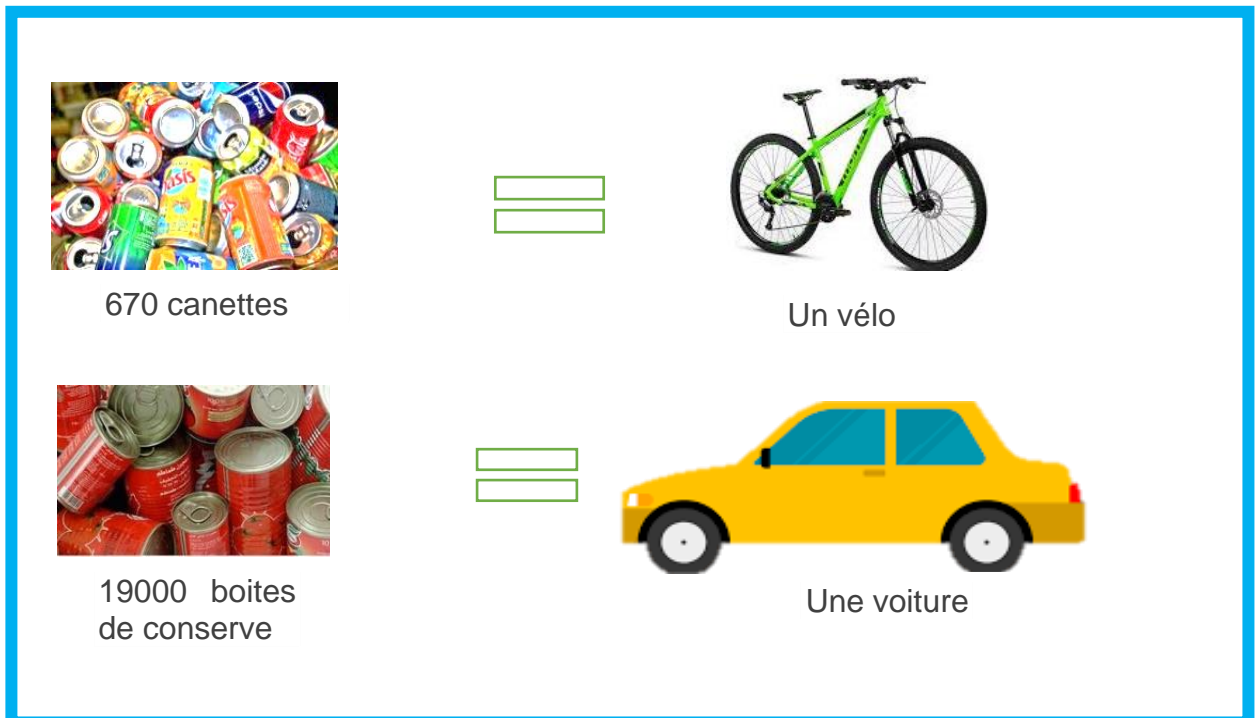 670 canettes
Un vélo
19000 boites
de conserve
Une voiture